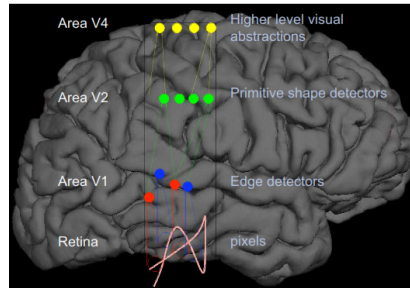 Area V4
Higher level visual
abstractions
Area V2
Primitive shape detectors
Area V1
Edge detectors
Retina
pixels